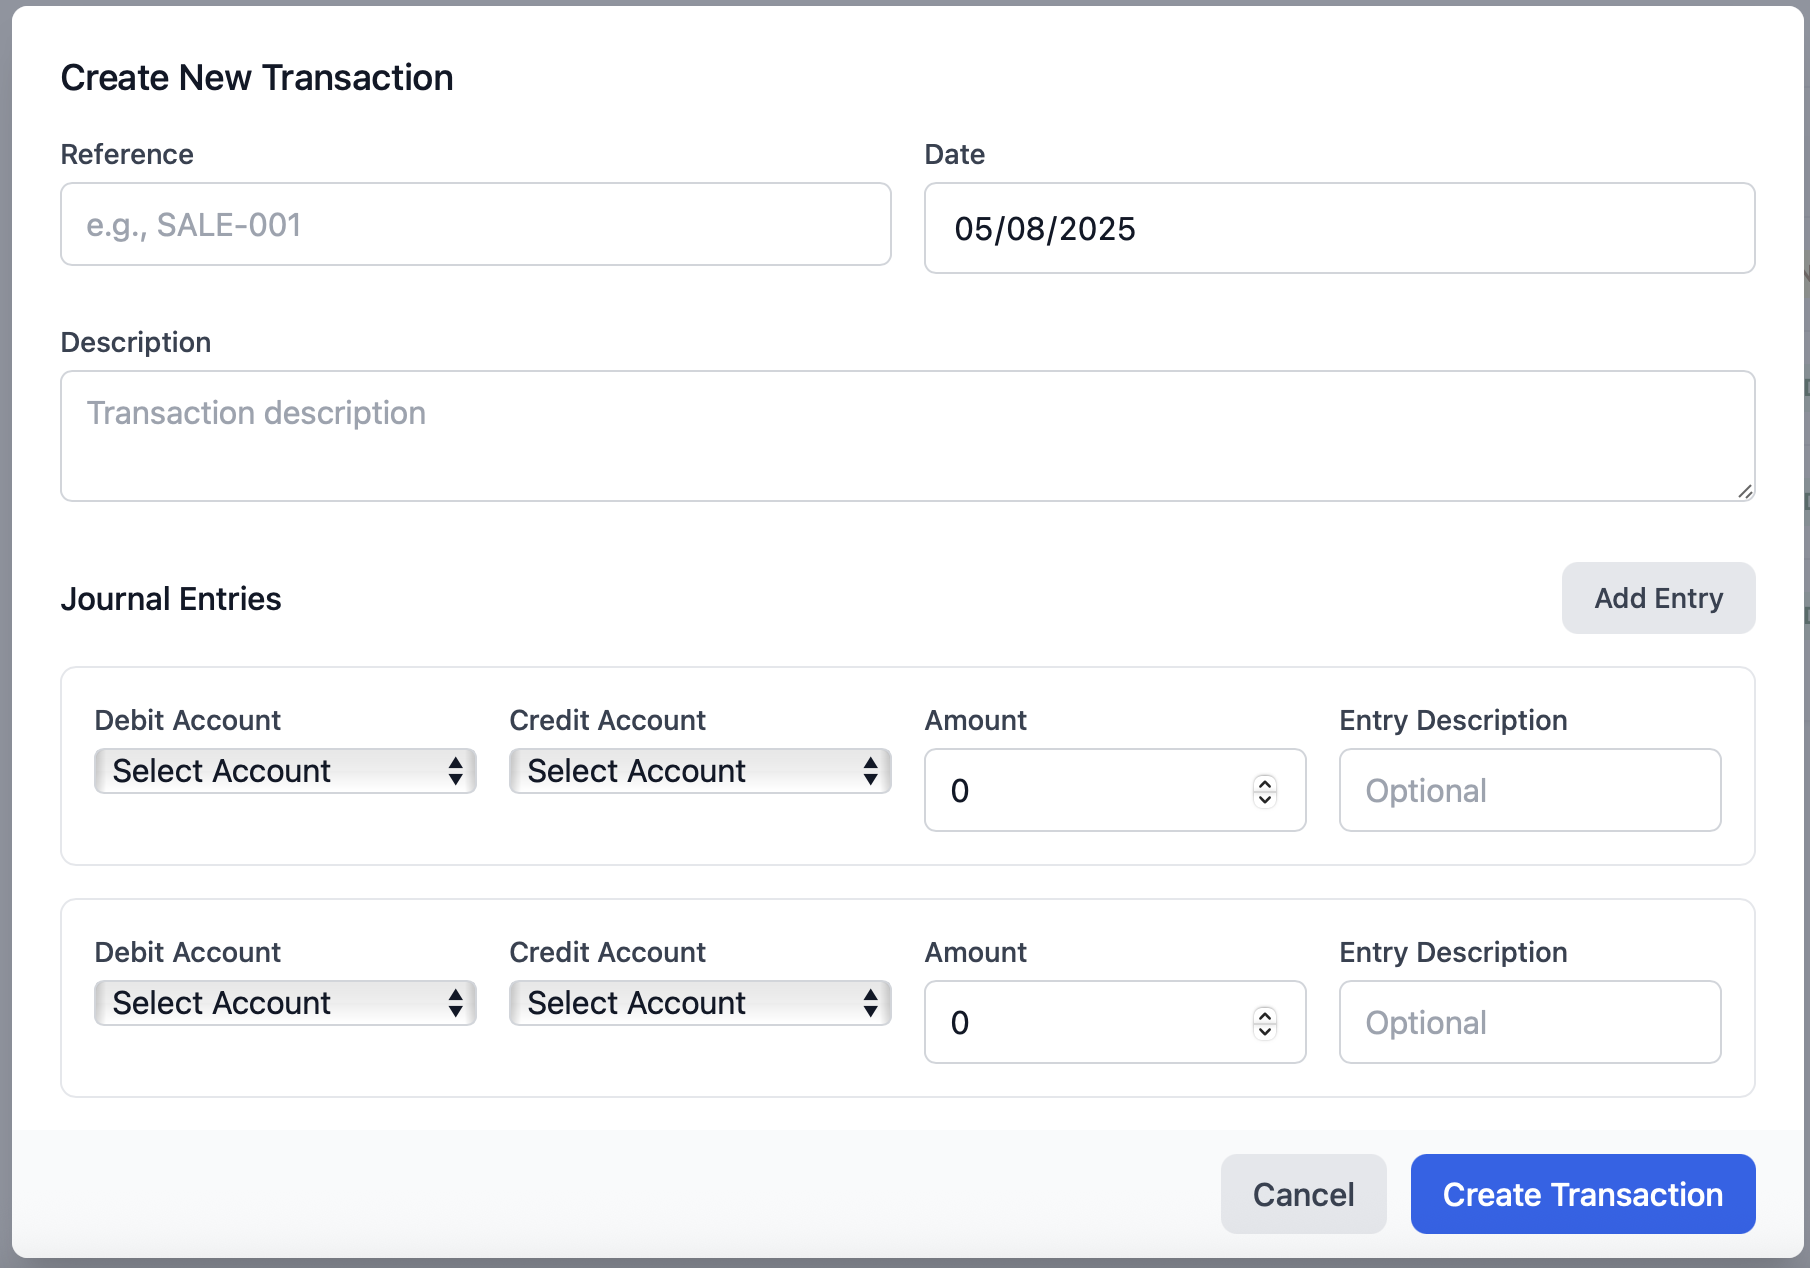 Create New Transaction
Reference
Date
e.g., SALE-001
05/08/2025
Description
Transaction description
Journal Entries
Add Entry
Debit Account
Credit Account
Amount
Entry Description
Select Account
Select Account
0
Optional
Debit Account
Credit Account
Amount
Entry Description
Select Account
Select Account
0
Optional
Cancel
Create Transaction